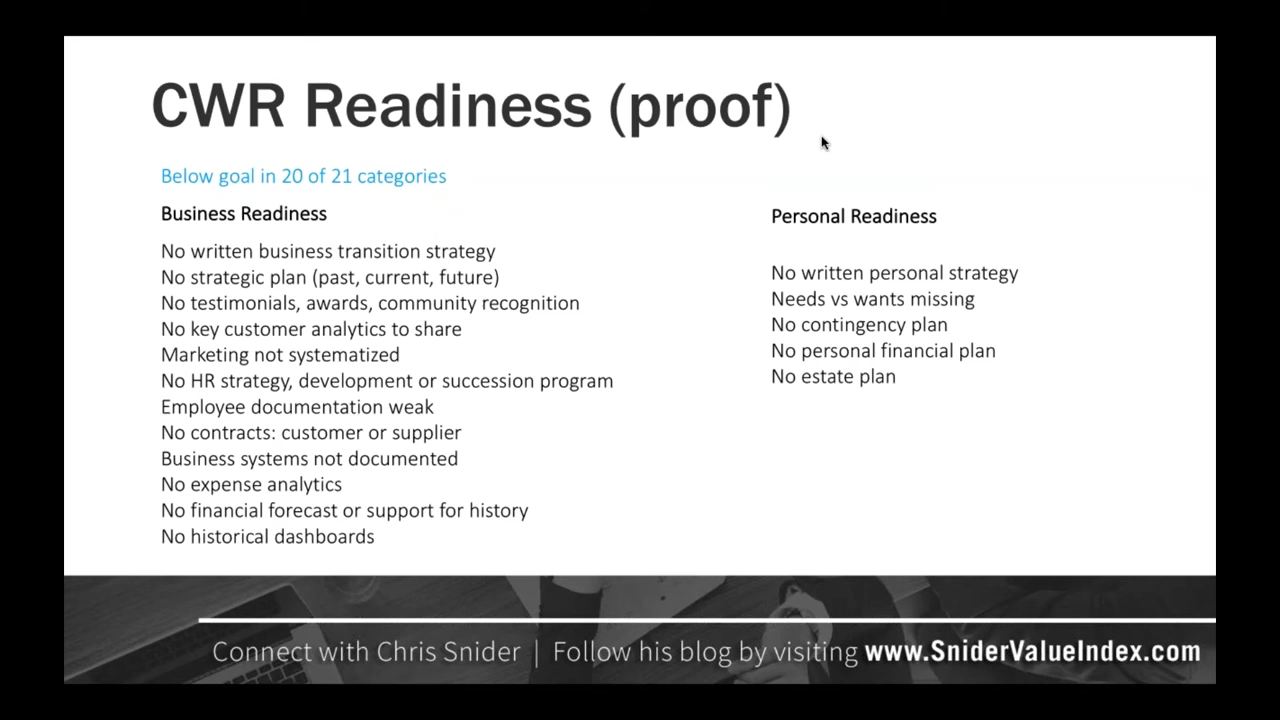 CWR Readiness (proof)
Below goal in 20 of 21 categories
Business Readiness
No written business transition strategy
No strategic plan (past, current, future)
No testimonials, awards, community recognition
No key customer analytics to share
Marketing not systematized
No HR strategy, development or succession program
Employee documentation weak
No contracts: customer or supplier
Business systems not documented
No expense analytics
No financial forecast or support for history
No historical dashboards
Personal Readiness
No written personal strategy
Needs vs wants missing
No contingency plan
No personal financial plan
No estate plan
Connect with Chris Snider | Follow his blog by visiting www.SniderValueIndex.com